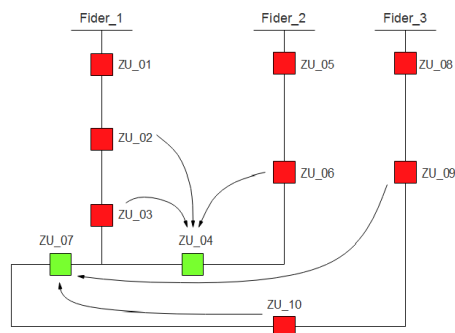 Fider_1 Fider_2 Fider_3
ZU_01 ZU_05 ZU_08
ZU_02
ZU_06 ZU_09
ZU_03
ZU_07 ZU_04
ZU_10